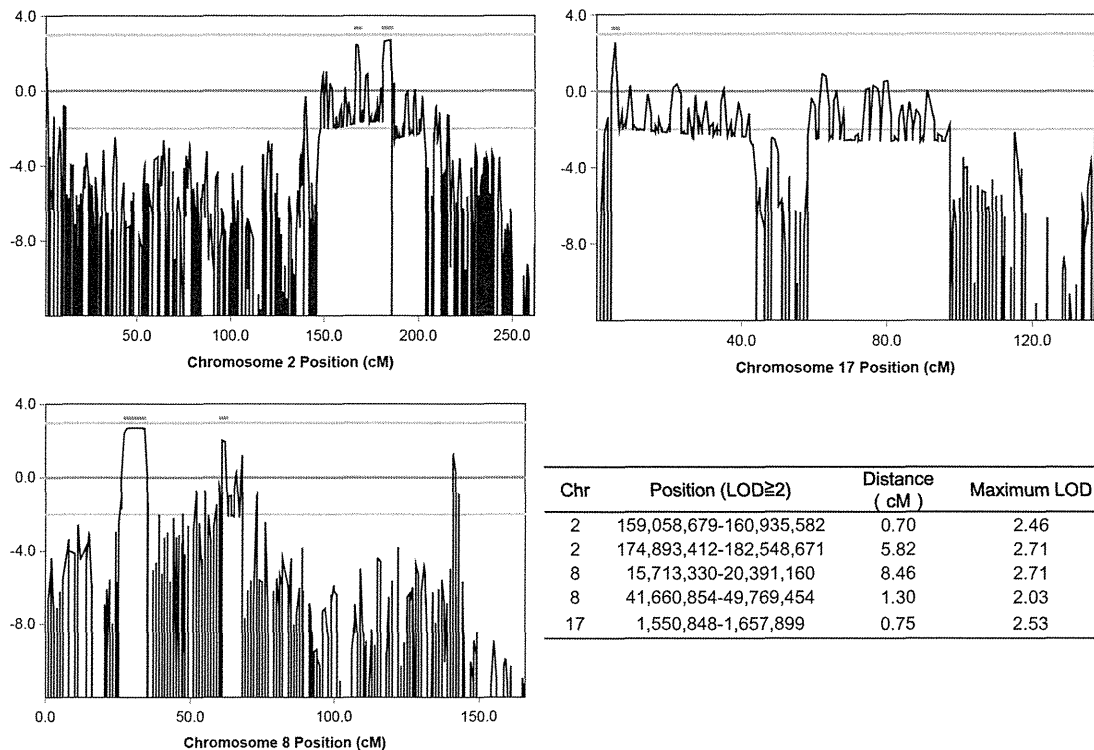 4.0
0.0
-4.0
-8.0
50.0 100.0 150.0 200.0 250.0
Chromosome 2 Position (cM)
4.0
0.0
-4.0
-8.0
40.0 80.0 120.0
Chromosome 17 Position (cM)
4.0
0.0
-4.0
-8.0
0.0 50.0 100.0 150.0
Chromosome 8 Position (cM)
Chr Position (LOD≧2) Distance ( cM ) Maximum LOD
2 159,058,679-160,935,582 0.70 2.46
2 174,893,412-182,548,671 5.82 2.71
8 15,713,330-20,391,160 8.46 2.71
8 41,660,854-49,769,454 1.30 2.03
17 1,550,848-1,657,899 0.75 2.53